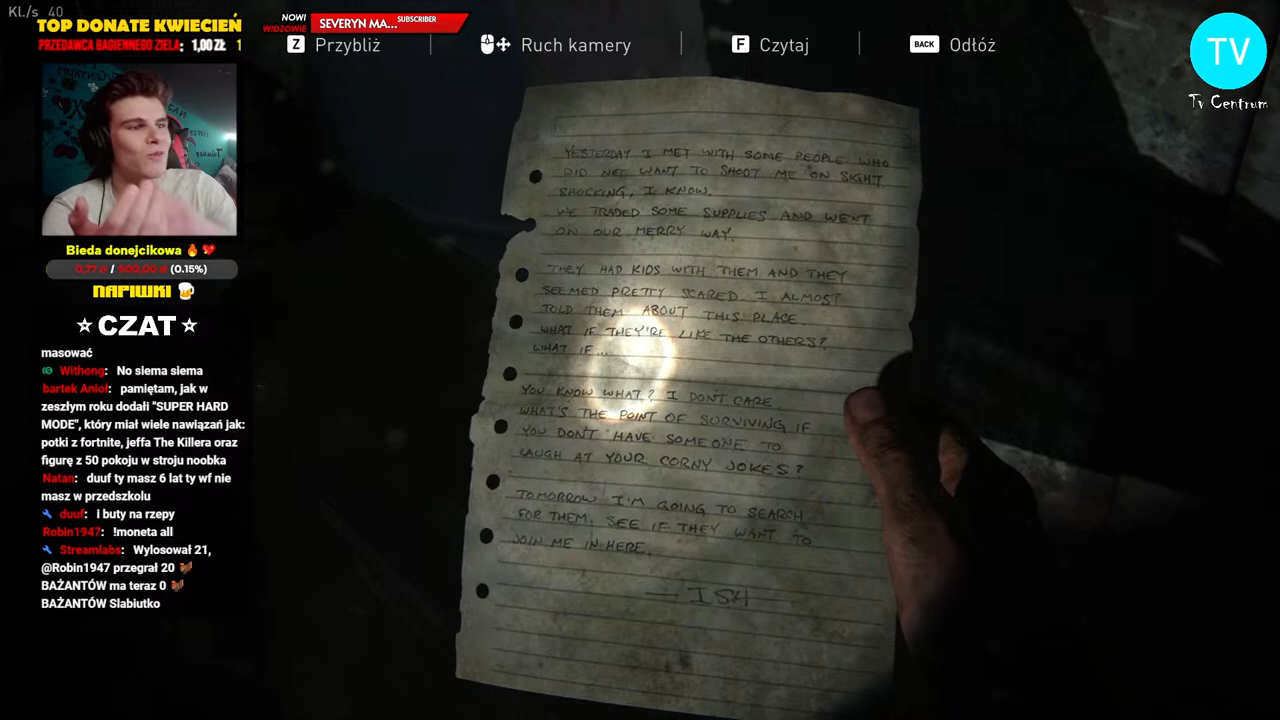 Kl./s 40
TOP DONATE KWIECIEŃ
PRZEDAWCA BAGIENNEGO ZIELA: 1,00 ZŁ 1
NOWI
WIDZOWIE
SEVERYN MA... SUBSCRIBER
Z Przybliż
Ruch kamery
F Czytaj
BACK Odłóż
TV
Tv Centrum
Bieda donejcikowa 🔥💖
0,77 zł / 500,00 zł (0.15%)
NAPIWKI 🍺
☆ CZAT ☆
masować
Withong: No siema siema
bartek Anioł: pamiętam, jak w
zeszłym roku dodali "SUPER HARD
MODE", który miał wiele nawiązań jak:
potki z fortnite, jeffa The Killera oraz
figurę z 50 pokoju w stroju noobka
Natan: duuf ty masz 6 lat ty wf nie
masz w przedszkolu
duuf: i buty na rzepy
Robin1947: !moneta all
Streamlabs: Wylosował 21,
@Robin1947 przegrał 20 🦃
BAŻANTÓW ma teraz 0 🦃
BAŻANTÓW Slabiutko
YESTERDAY I MET WITH SOME PEOPLE WHO
DID NOT WANT TO SHOOT ME ON SIGHT
SHOCKING, I KNOW.
WE TRADED SOME SUPPLIES AND WENT
ON OUR MERRY WAY.
THEY HAD KIDS WITH THEM AND THEY
SEEMED PRETTY SCARED. I ALMOST
TOLD THEM ABOUT THIS PLACE.
WHAT IF THEY'RE LIKE THE OTHERS?
WHAT IF...
YOU KNOW WHAT? I DON'T CARE.
WHAT'S THE POINT OF SURVIVING IF
YOU DON'T HAVE SOMEONE TO
LAUGH AT YOUR CORNY JOKES?
TOMORROW I'M GOING TO SEARCH
FOR THEM, SEE IF THEY WANT TO
JOIN ME IN HERE.
— ISH